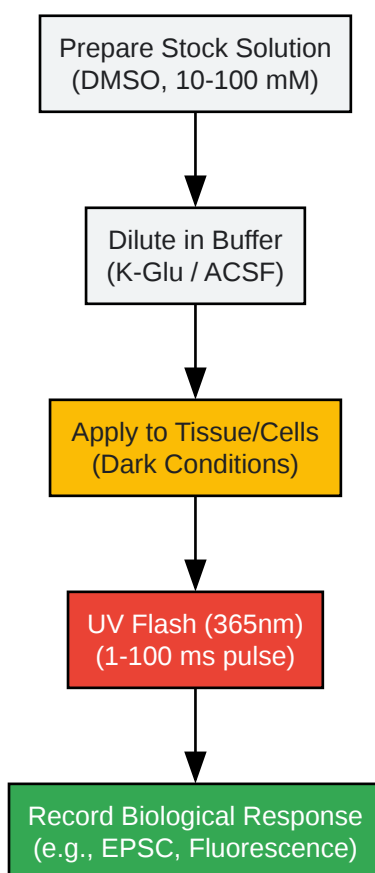 Prepare Stock Solution
(DMSO, 10-100 mM)
Dilute in Buffer
(K-Glu / ACSF)
Apply to Tissue/Cells
(Dark Conditions)
UV Flash (365nm)
(1-100 ms pulse)
Record Biological Response
(e.g., EPSC, Fluorescence)